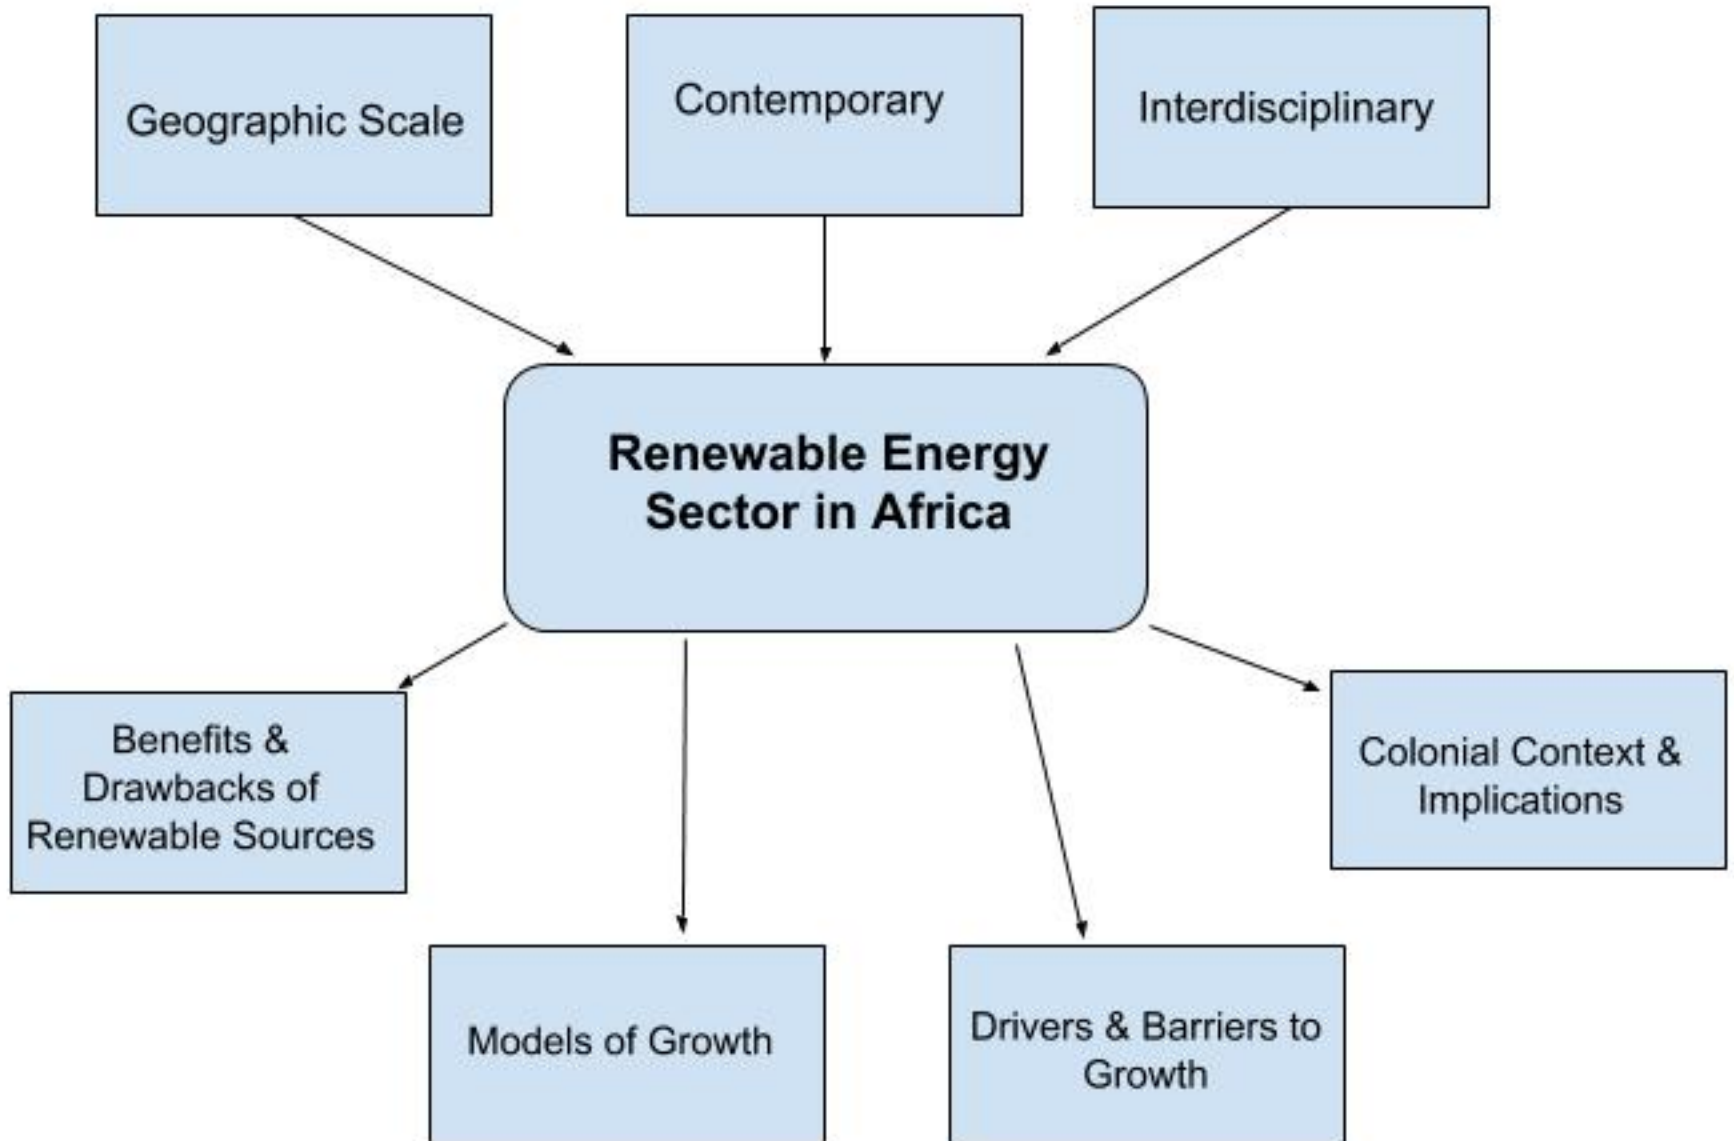 Geographic Scale
Contemporary
Interdisciplinary
Renewable Energy
Sector in Africa
Benefits &
Drawbacks of
Renewable Sources
Colonial Context &
Implications
Models of Growth
Drivers & Barriers to
Growth